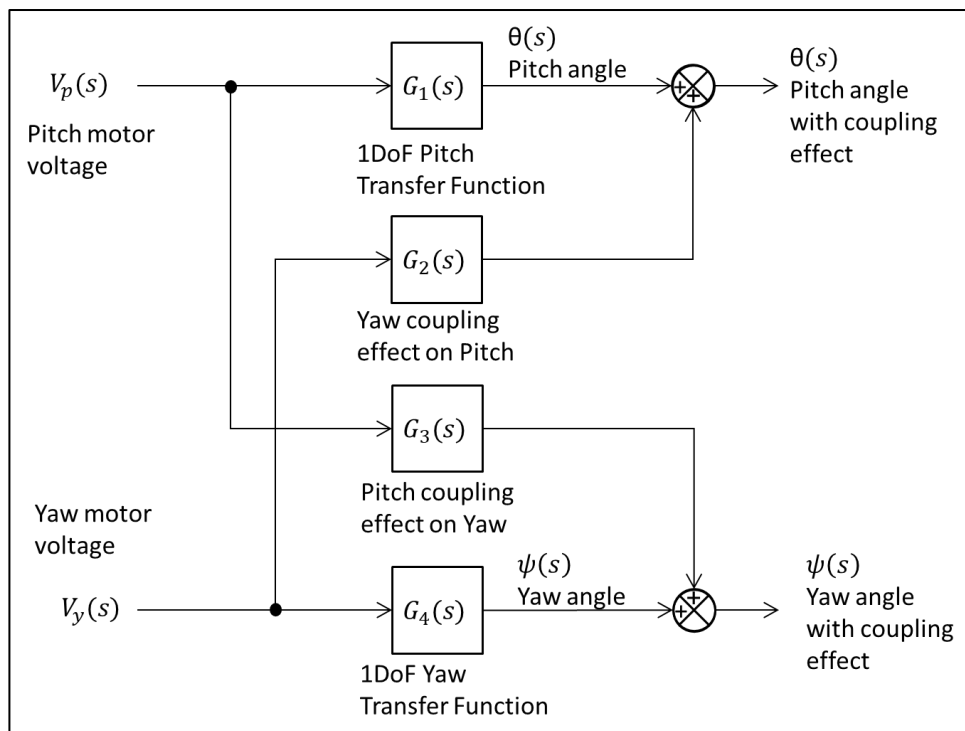 θ(s)
Pitch angle
V_p(s)
G_1(s)
+
+
θ(s)
Pitch angle
with coupling
effect
Pitch motor
voltage
1DoF Pitch
Transfer Function
G_2(s)
Yaw coupling
effect on Pitch
G_3(s)
Pitch coupling
effect on Yaw
Yaw motor
voltage
V_y(s)
G_4(s)
ψ(s)
Yaw angle
+
+
ψ(s)
Yaw angle
with coupling
effect
1DoF Yaw
Transfer Function